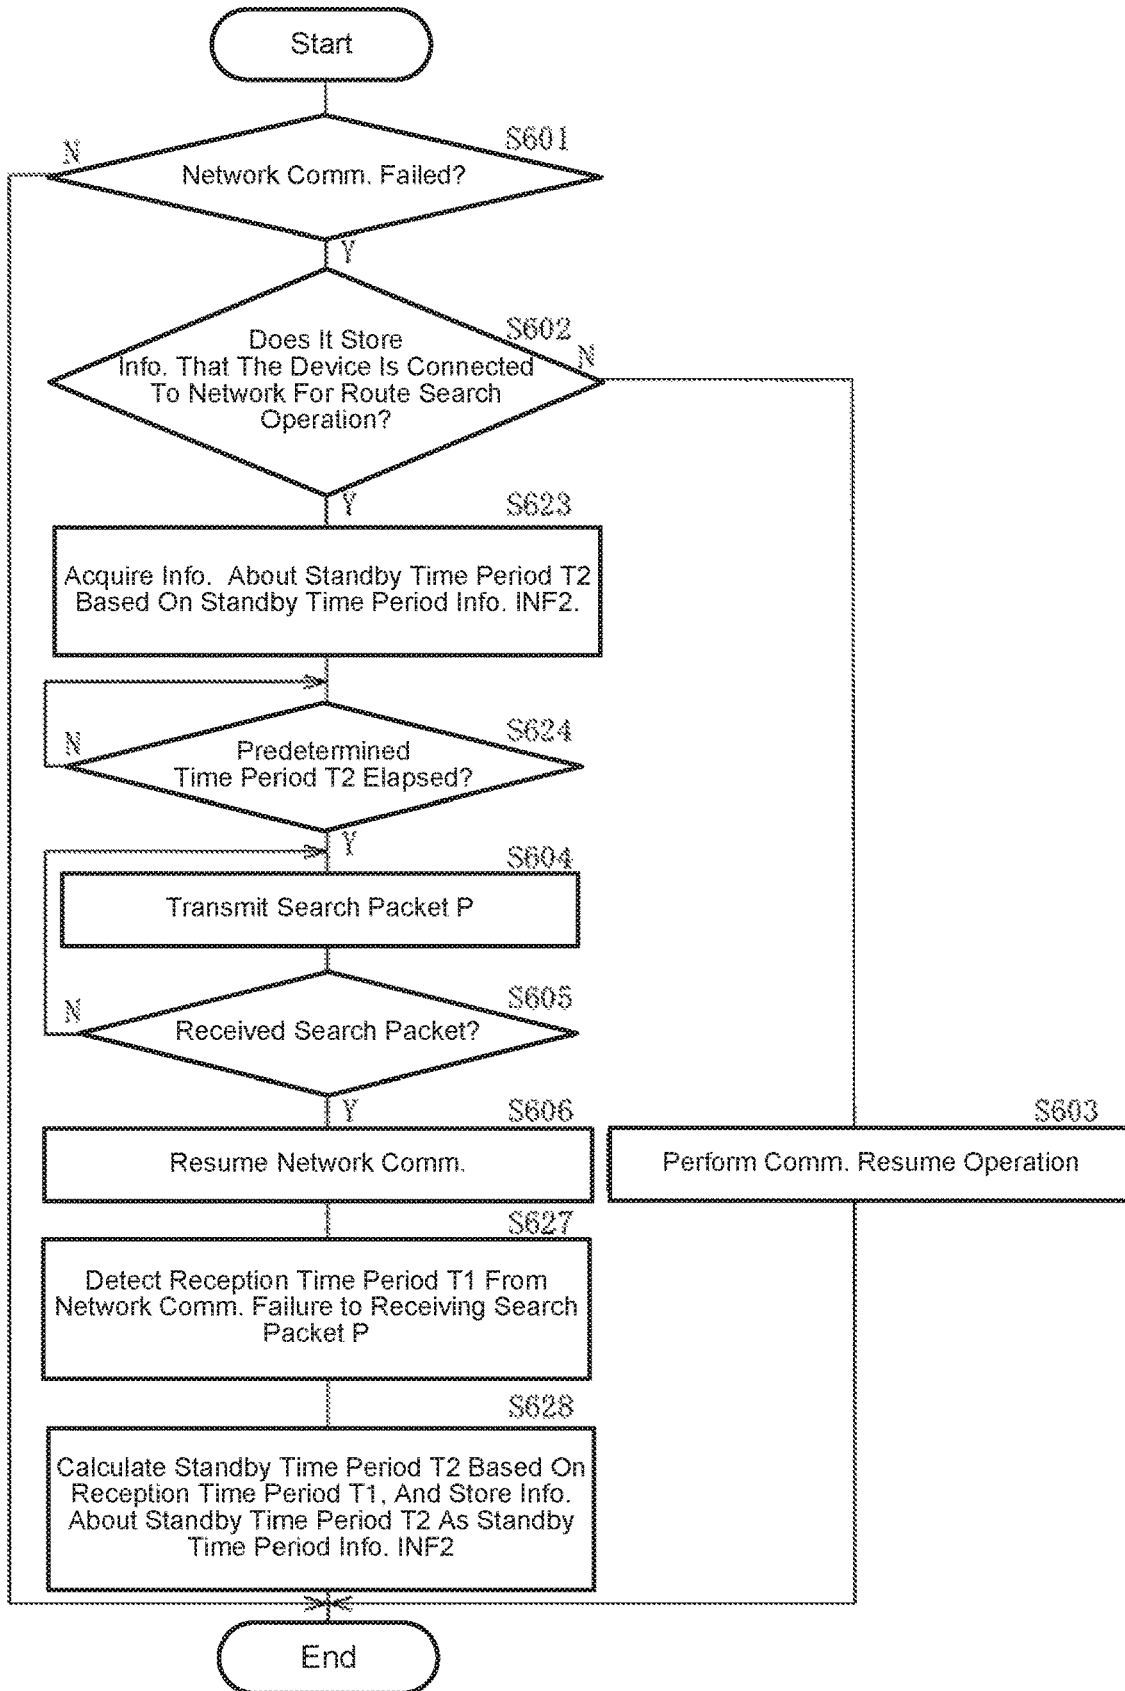 Start
S601
N
Network Comm. Failed?
Y
S602
Does It Store
Info. That The Device Is Connected
To Network For Route Search
Operation?
N
Y
S623
Acquire Info. About Standby Time Period T2
Based On Standby Time Period Info. INF2.
S624
N
Predetermined
Time Period T2 Elapsed?
Y
S604
Transmit Search Packet P
S605
N
Received Search Packet?
Y
S606
Resume Network Comm.
S603
Perform Comm. Resume Operation
S627
Detect Reception Time Period T1 From
Network Comm. Failure to Receiving Search
Packet P
S628
Calculate Standby Time Period T2 Based On
Reception Time Period T1, And Store Info.
About Standby Time Period T2 As Standby
Time Period Info. INF2
End